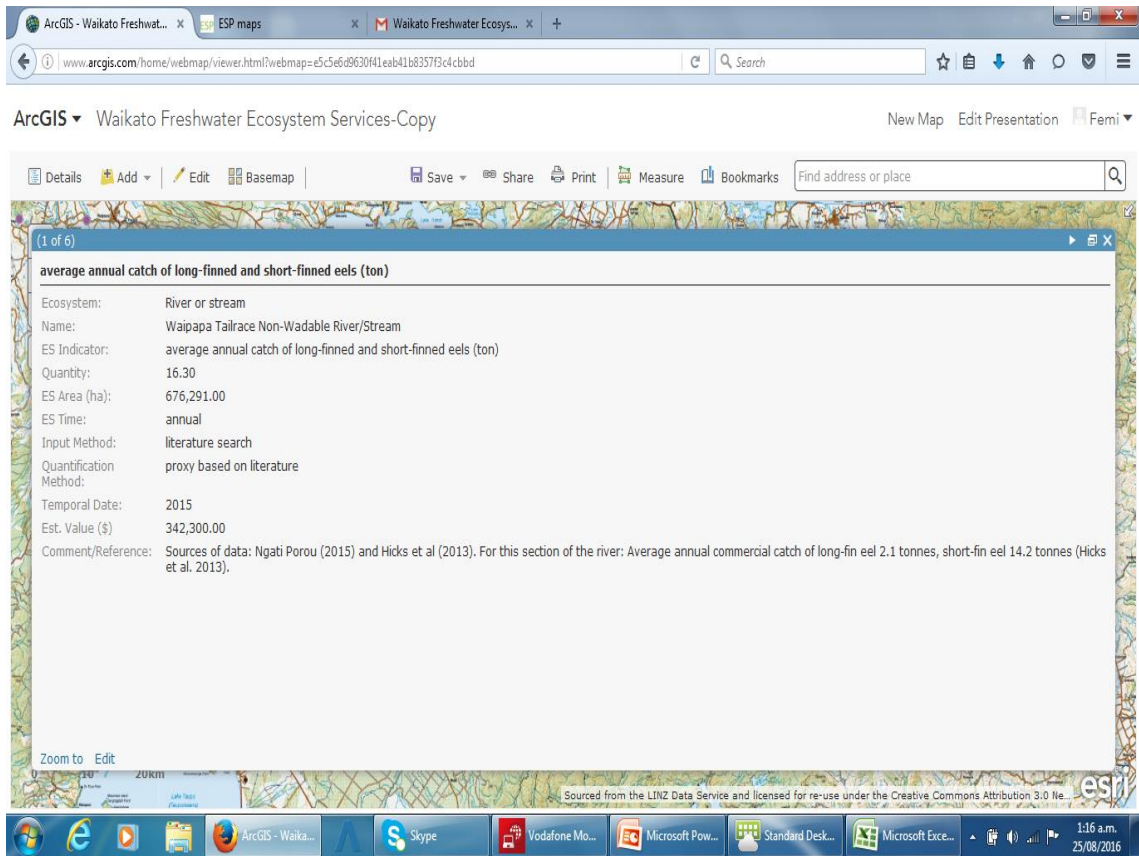 ArcGIS - Waikato Freshwat... ×
ESP ESP maps ×
Waikato Freshwater Ecosys... × +
www.arcgis.com/home/webmap/viewer.html?webmap=e5c5e6d9630f41eab41b8357f3c4cbbd
Search
ArcGIS Waikato Freshwater Ecosystem Services-Copy
New Map Edit Presentation Femi
Details Add Edit Basemap Save Share Print Measure Bookmarks Find address or place
(1 of 6)
average annual catch of long-finned and short-finned eels (ton)
Ecosystem: River or stream
Name: Waipapa Tailrace Non-Wadable River/Stream
ES Indicator: average annual catch of long-finned and short-finned eels (ton)
Quantity: 16.30
ES Area (ha): 676,291.00
ES Time: annual
Input Method: literature search
Quantification Method: proxy based on literature
Temporal Date: 2015
Est. Value ($) 342,300.00
Comment/Reference: Sources of data: Ngati Porou (2015) and Hicks et al (2013). For this section of the river: Average annual commercial catch of long-fin eel 2.1 tonnes, short-fin eel 14.2 tonnes (Hicks
et al. 2013).
Zoom to Edit
20km
Sourced from the LINZ Data Service and licensed for re-use under the Creative Commons Attribution 3.0 Ne...
esri
ArcGIS - Waika... Skype Vodafone Mo... Microsoft Pow... Standard Desk... Microsoft Exce...
1:16 a.m.
25/08/2016